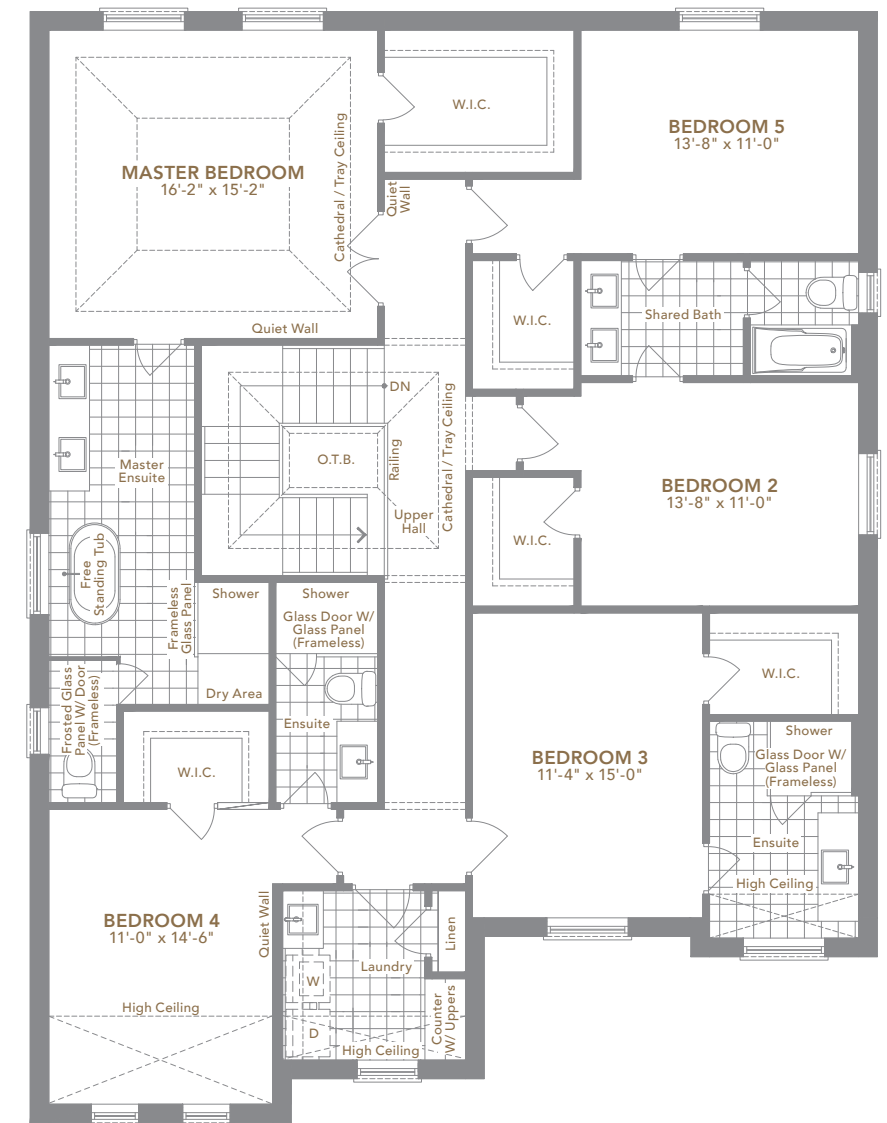 W.I.C.
BEDROOM 5
13'-8" x 11'-0"
MASTER BEDROOM
16'-2" x 15'-2"
Cathedral / Tray Ceiling
Quiet
Wall
Quiet Wall
W.I.C.
Shared Bath
DN
O.T.B.
Railing
Upper
Hall
Cathedral / Tray Ceiling
Master
Ensuite
BEDROOM 2
13'-8" x 11'-0"
W.I.C.
Free
Standing Tub
Frameless
Glass Panel
Shower
Dry Area
Shower
Glass Door W/
Glass Panel
(Frameless)
Ensuite
Frosted Glass
Panel W/ Door
(Frameless)
W.I.C.
W.I.C.
BEDROOM 3
11'-4" x 15'-0"
Shower
Glass Door W/
Glass Panel
(Frameless)
Ensuite
High Ceiling
BEDROOM 4
11'-0" x 14'-6"
Quiet Wall
High Ceiling
Linen
Laundry
W
D
Counter
W/ Uppers
High Ceiling